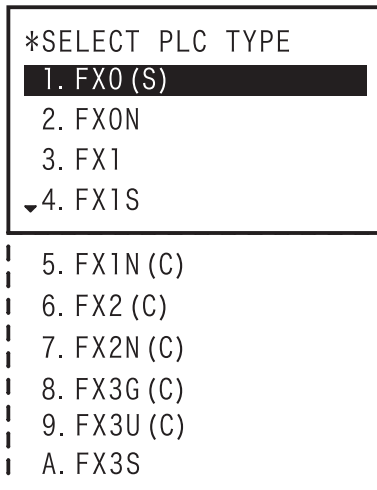 *SELECT PLC TYPE
1. FX0(S)
2. FX0N
3. FX1
4. FX1S
5. FX1N(C)
6. FX2(C)
7. FX2N(C)
8. FX3G(C)
9. FX3U(C)
A. FX3S